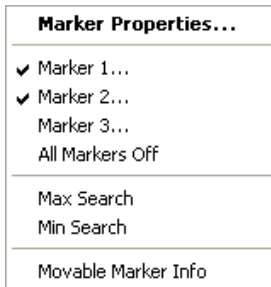 Marker Properties...
Marker 1...
Marker 2...
Marker 3...
All Markers Off
Max Search
Min Search
Movable Marker Info